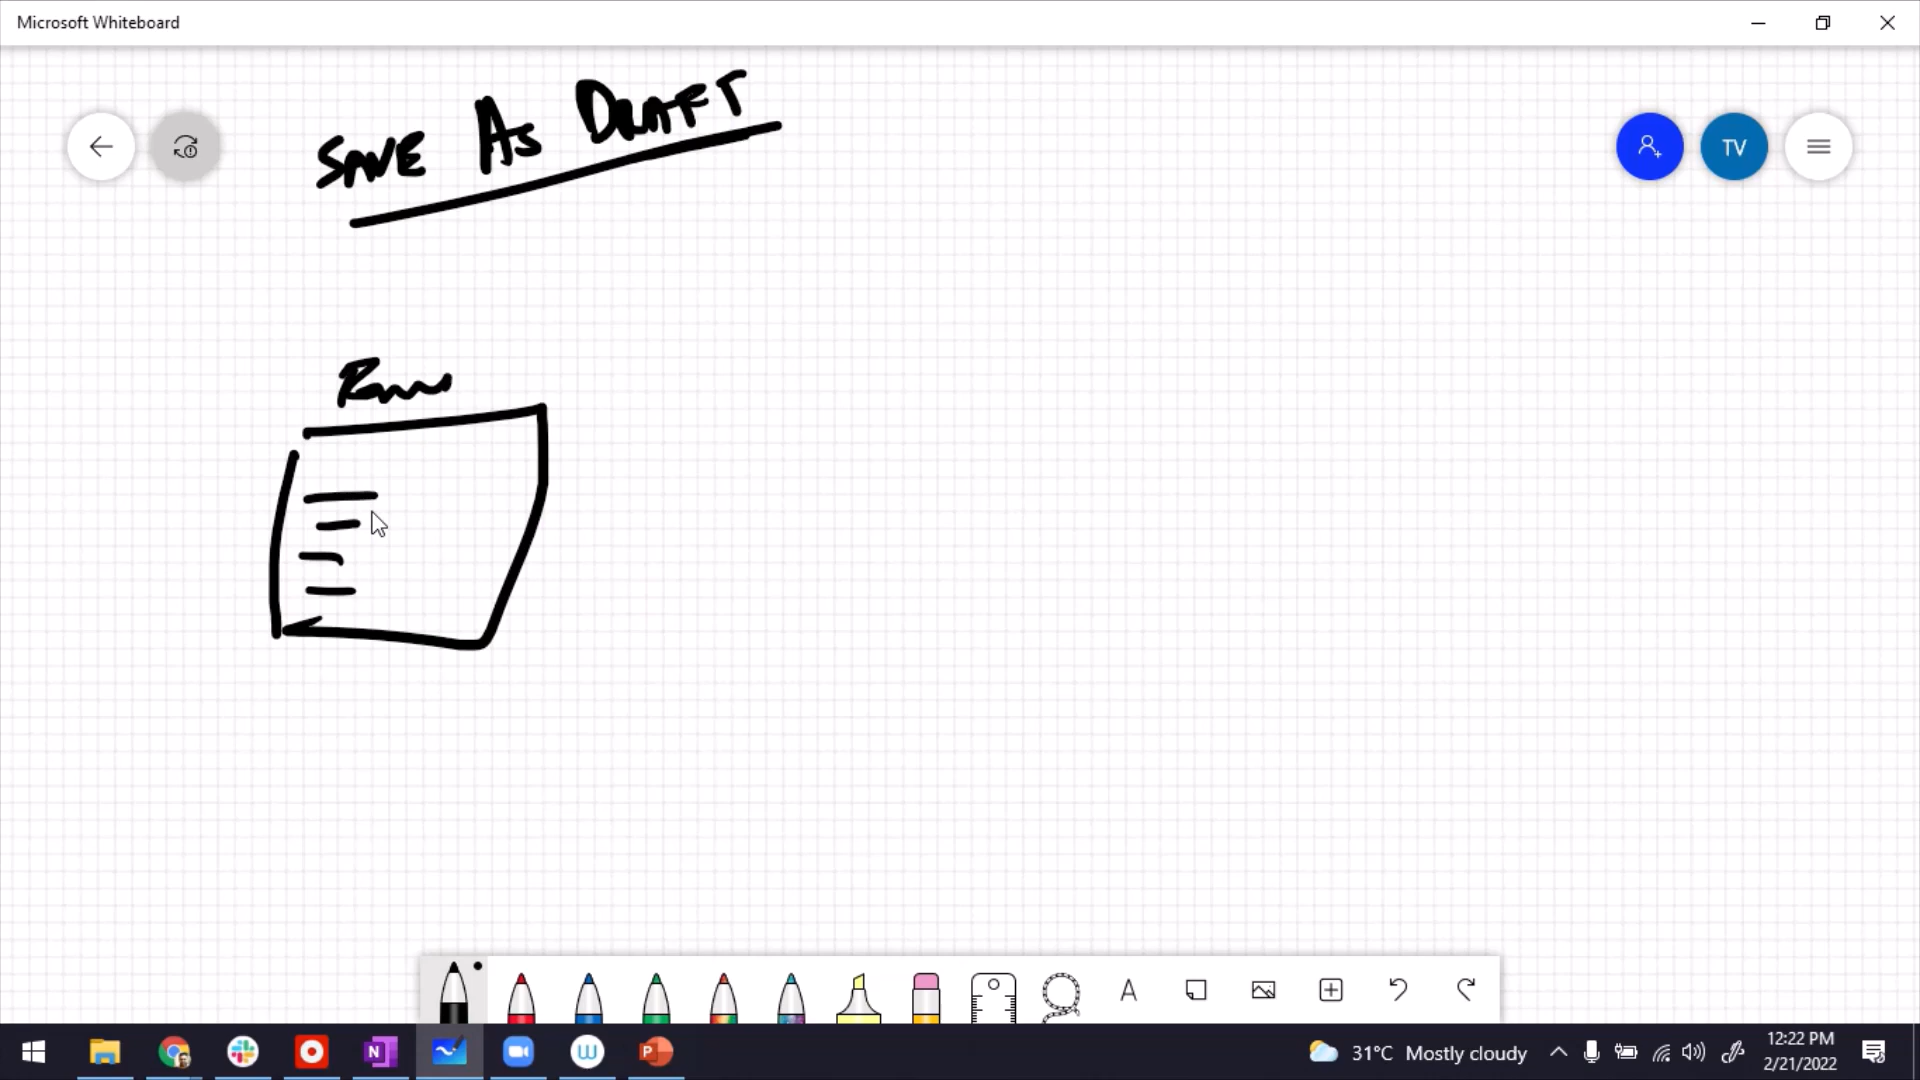 Microsoft Whiteboard
SAVE AS DRAFT
TV
A
N
W
P
31°C Mostly cloudy
12:22 PM
2/21/2022